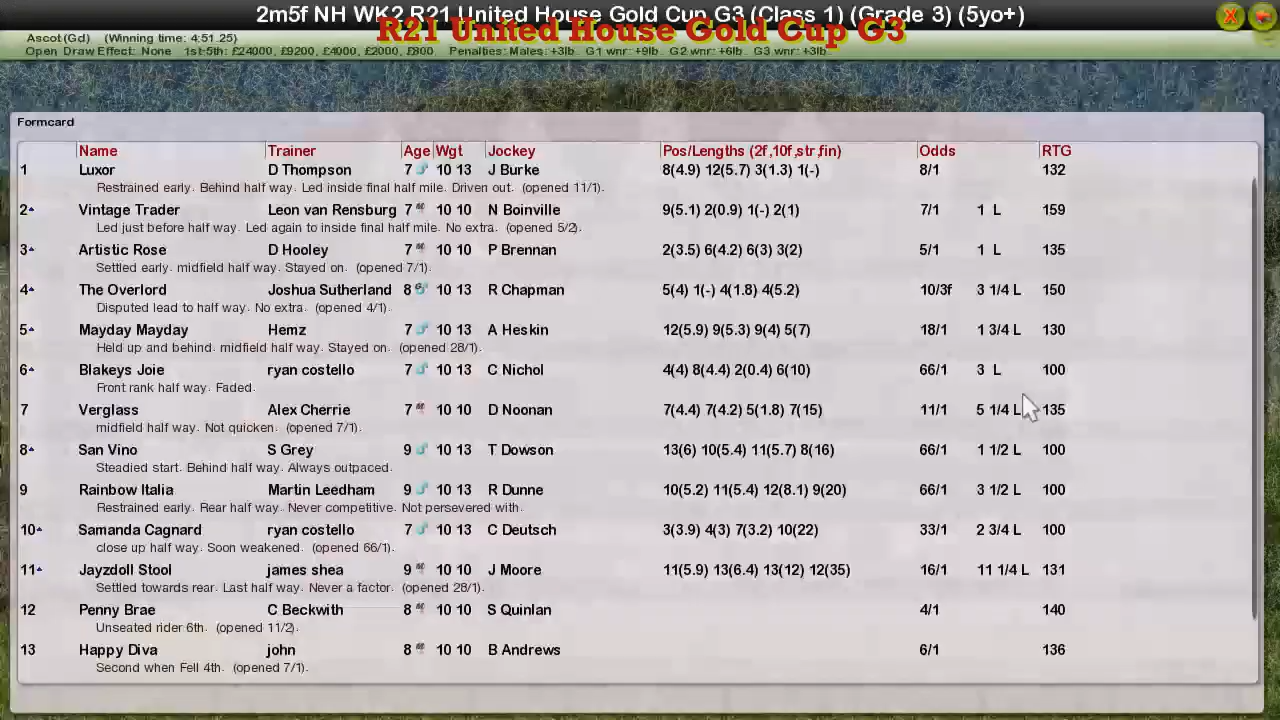 2m5f NH WK2 R21 United House Gold Cup G3 (Class 1) (Grade 3) (5yo+)
R21 United House Gold Cup G3
Ascot(Gd) (Winning time: 4:51.25)
Open Draw Effect: None 1st-5th: £24000, £9200, £4000, £2000, £800 Penalties: Males: +3lb. G1 wnr: +9lb. G2 wnr: +6lb. G3 wnr: +3lb.
Formcard
Name Trainer Age Wgt Jockey Pos/Lengths (2f,10f,str,fin) Odds RTG
1 Luxor D Thompson 7 10 13 J Burke 8(4.9) 12(5.7) 3(1.3) 1(-) 8/1 132
Restrained early. Behind half way. Led inside final half mile. Driven out. (opened 11/1).
2 Vintage Trader Leon van Rensburg 7 10 10 N Boinville 9(5.1) 2(0.9) 1(-) 2(1) 7/1 1 L 159
Led just before half way. Led again to inside final half mile. No extra. (opened 5/2).
3 Artistic Rose D Hooley 7 10 10 P Brennan 2(3.5) 6(4.2) 6(3) 3(2) 5/1 1 L 135
Settled early. midfield half way. Stayed on. (opened 7/1).
4 The Overlord Joshua Sutherland 8 10 13 R Chapman 5(4) 1(-) 4(1.8) 4(5.2) 10/3f 3 1/4 L 150
Disputed lead to half way. No extra. (opened 4/1).
5 Mayday Mayday Hemz 7 10 13 A Heskin 12(5.9) 9(5.3) 9(4) 5(7) 18/1 1 3/4 L 130
Held up and behind. midfield half way. Stayed on. (opened 28/1).
6 Blakeys Joie ryan costello 7 10 13 C Nichol 4(4) 8(4.4) 2(0.4) 6(10) 66/1 3 L 100
Front rank half way. Faded.
7 Verglass Alex Cherrie 7 10 10 D Noonan 7(4.4) 7(4.2) 5(1.8) 7(15) 11/1 5 1/4 L 135
midfield half way. Not quicken. (opened 7/1).
8 San Vino S Grey 9 10 13 T Dowson 13(6) 10(5.4) 11(5.7) 8(16) 66/1 1 1/2 L 100
Steadied start. Behind half way. Always outpaced.
9 Rainbow Italia Martin Leedham 9 10 13 R Dunne 10(5.2) 11(5.4) 12(8.1) 9(20) 66/1 3 1/2 L 100
Restrained early. Rear half way. Never competitive. Not persevered with.
10 Samanda Cagnard ryan costello 7 10 13 C Deutsch 3(3.9) 4(3) 7(3.2) 10(22) 33/1 2 3/4 L 100
close up half way. Soon weakened. (opened 66/1).
11 Jayzdoll Stool james shea 9 10 10 J Moore 11(5.9) 13(6.4) 13(12) 12(35) 16/1 11 1/4 L 131
Settled towards rear. Last half way. Never a factor. (opened 28/1).
12 Penny Brae C Beckwith 8 10 10 S Quinlan 4/1 140
Unseated rider 6th. (opened 11/2).
13 Happy Diva john 8 10 10 B Andrews 6/1 136
Second when Fell 4th. (opened 7/1).